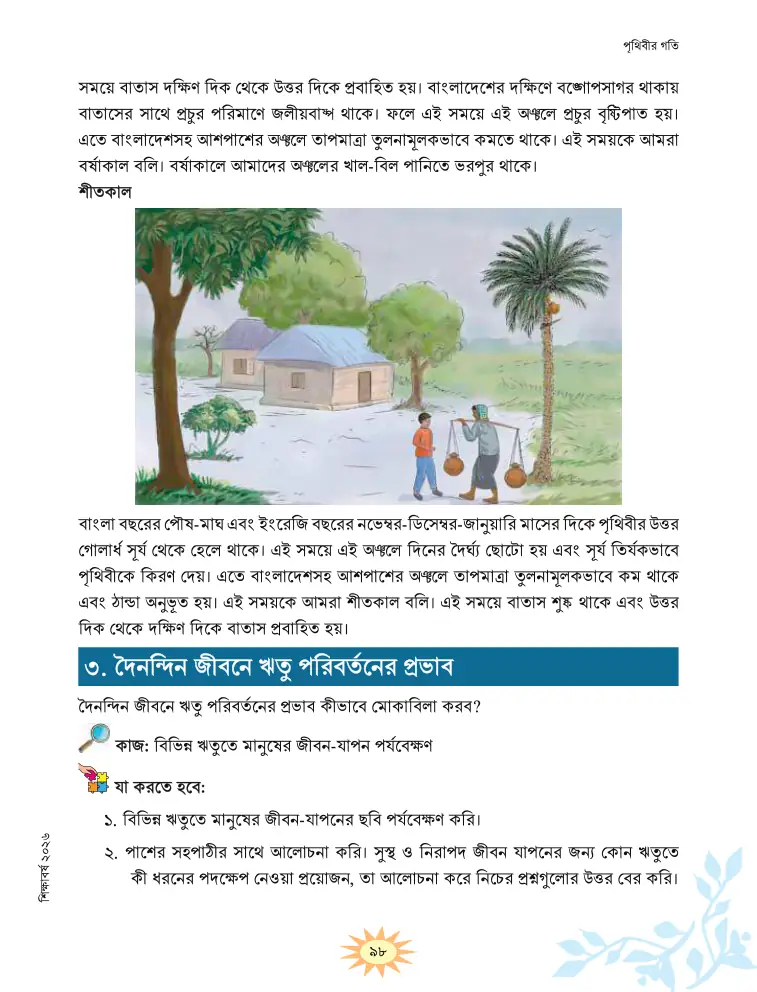 পৃথিবীর গতি
সময়ে বাতাস দক্ষিণ দিক থেকে উত্তর দিকে প্রবাহিত হয়। বাংলাদেশের দক্ষিণে বঙ্গোপসাগর থাকায়
বাতাসের সাথে প্রচুর পরিমাণে জলীয়বাষ্প থাকে। ফলে এই সময়ে এই অঞ্চলে প্রচুর বৃষ্টিপাত হয়।
এতে বাংলাদেশসহ আশপাশের অঞ্চলে তাপমাত্রা তুলনামূলকভাবে কমতে থাকে। এই সময়কে আমরা
বর্ষাকাল বলি। বর্ষাকালে আমাদের অঞ্চলের খাল-বিল পানিতে ভরপুর থাকে।
শীতকাল
বাংলা বছরের পৌষ-মাঘ এবং ইংরেজি বছরের নভেম্বর-ডিসেম্বর-জানুয়ারি মাসের দিকে পৃথিবীর উত্তর
গোলার্ধ সূর্য থেকে হেলে থাকে। এই সময়ে এই অঞ্চলে দিনের দৈর্ঘ্য ছোটো হয় এবং সূর্য তির্যকভাবে
পৃথিবীকে কিরণ দেয়। এতে বাংলাদেশসহ আশপাশের অঞ্চলে তাপমাত্রা তুলনামূলকভাবে কম থাকে
এবং ঠান্ডা অনুভূত হয়। এই সময়কে আমরা শীতকাল বলি। এই সময়ে বাতাস শুষ্ক থাকে এবং উত্তর
দিক থেকে দক্ষিণ দিকে বাতাস প্রবাহিত হয়।
৩. দৈনন্দিন জীবনে ঋতু পরিবর্তনের প্রভাব
দৈনন্দিন জীবনে ঋতু পরিবর্তনের প্রভাব কীভাবে মোকাবিলা করব?
কাজ: বিভিন্ন ঋতুতে মানুষের জীবন-যাপন পর্যবেক্ষণ
যা করতে হবে:
১. বিভিন্ন ঋতুতে মানুষের জীবন-যাপনের ছবি পর্যবেক্ষণ করি।
২. পাশের সহপাঠীর সাথে আলোচনা করি। সুস্থ ও নিরাপদ জীবন যাপনের জন্য কোন ঋতুতে
কী ধরনের পদক্ষেপ নেওয়া প্রয়োজন, তা আলোচনা করে নিচের প্রশ্নগুলোর উত্তর বের করি।
শিক্ষাবর্ষ ২০২৬
৯৮